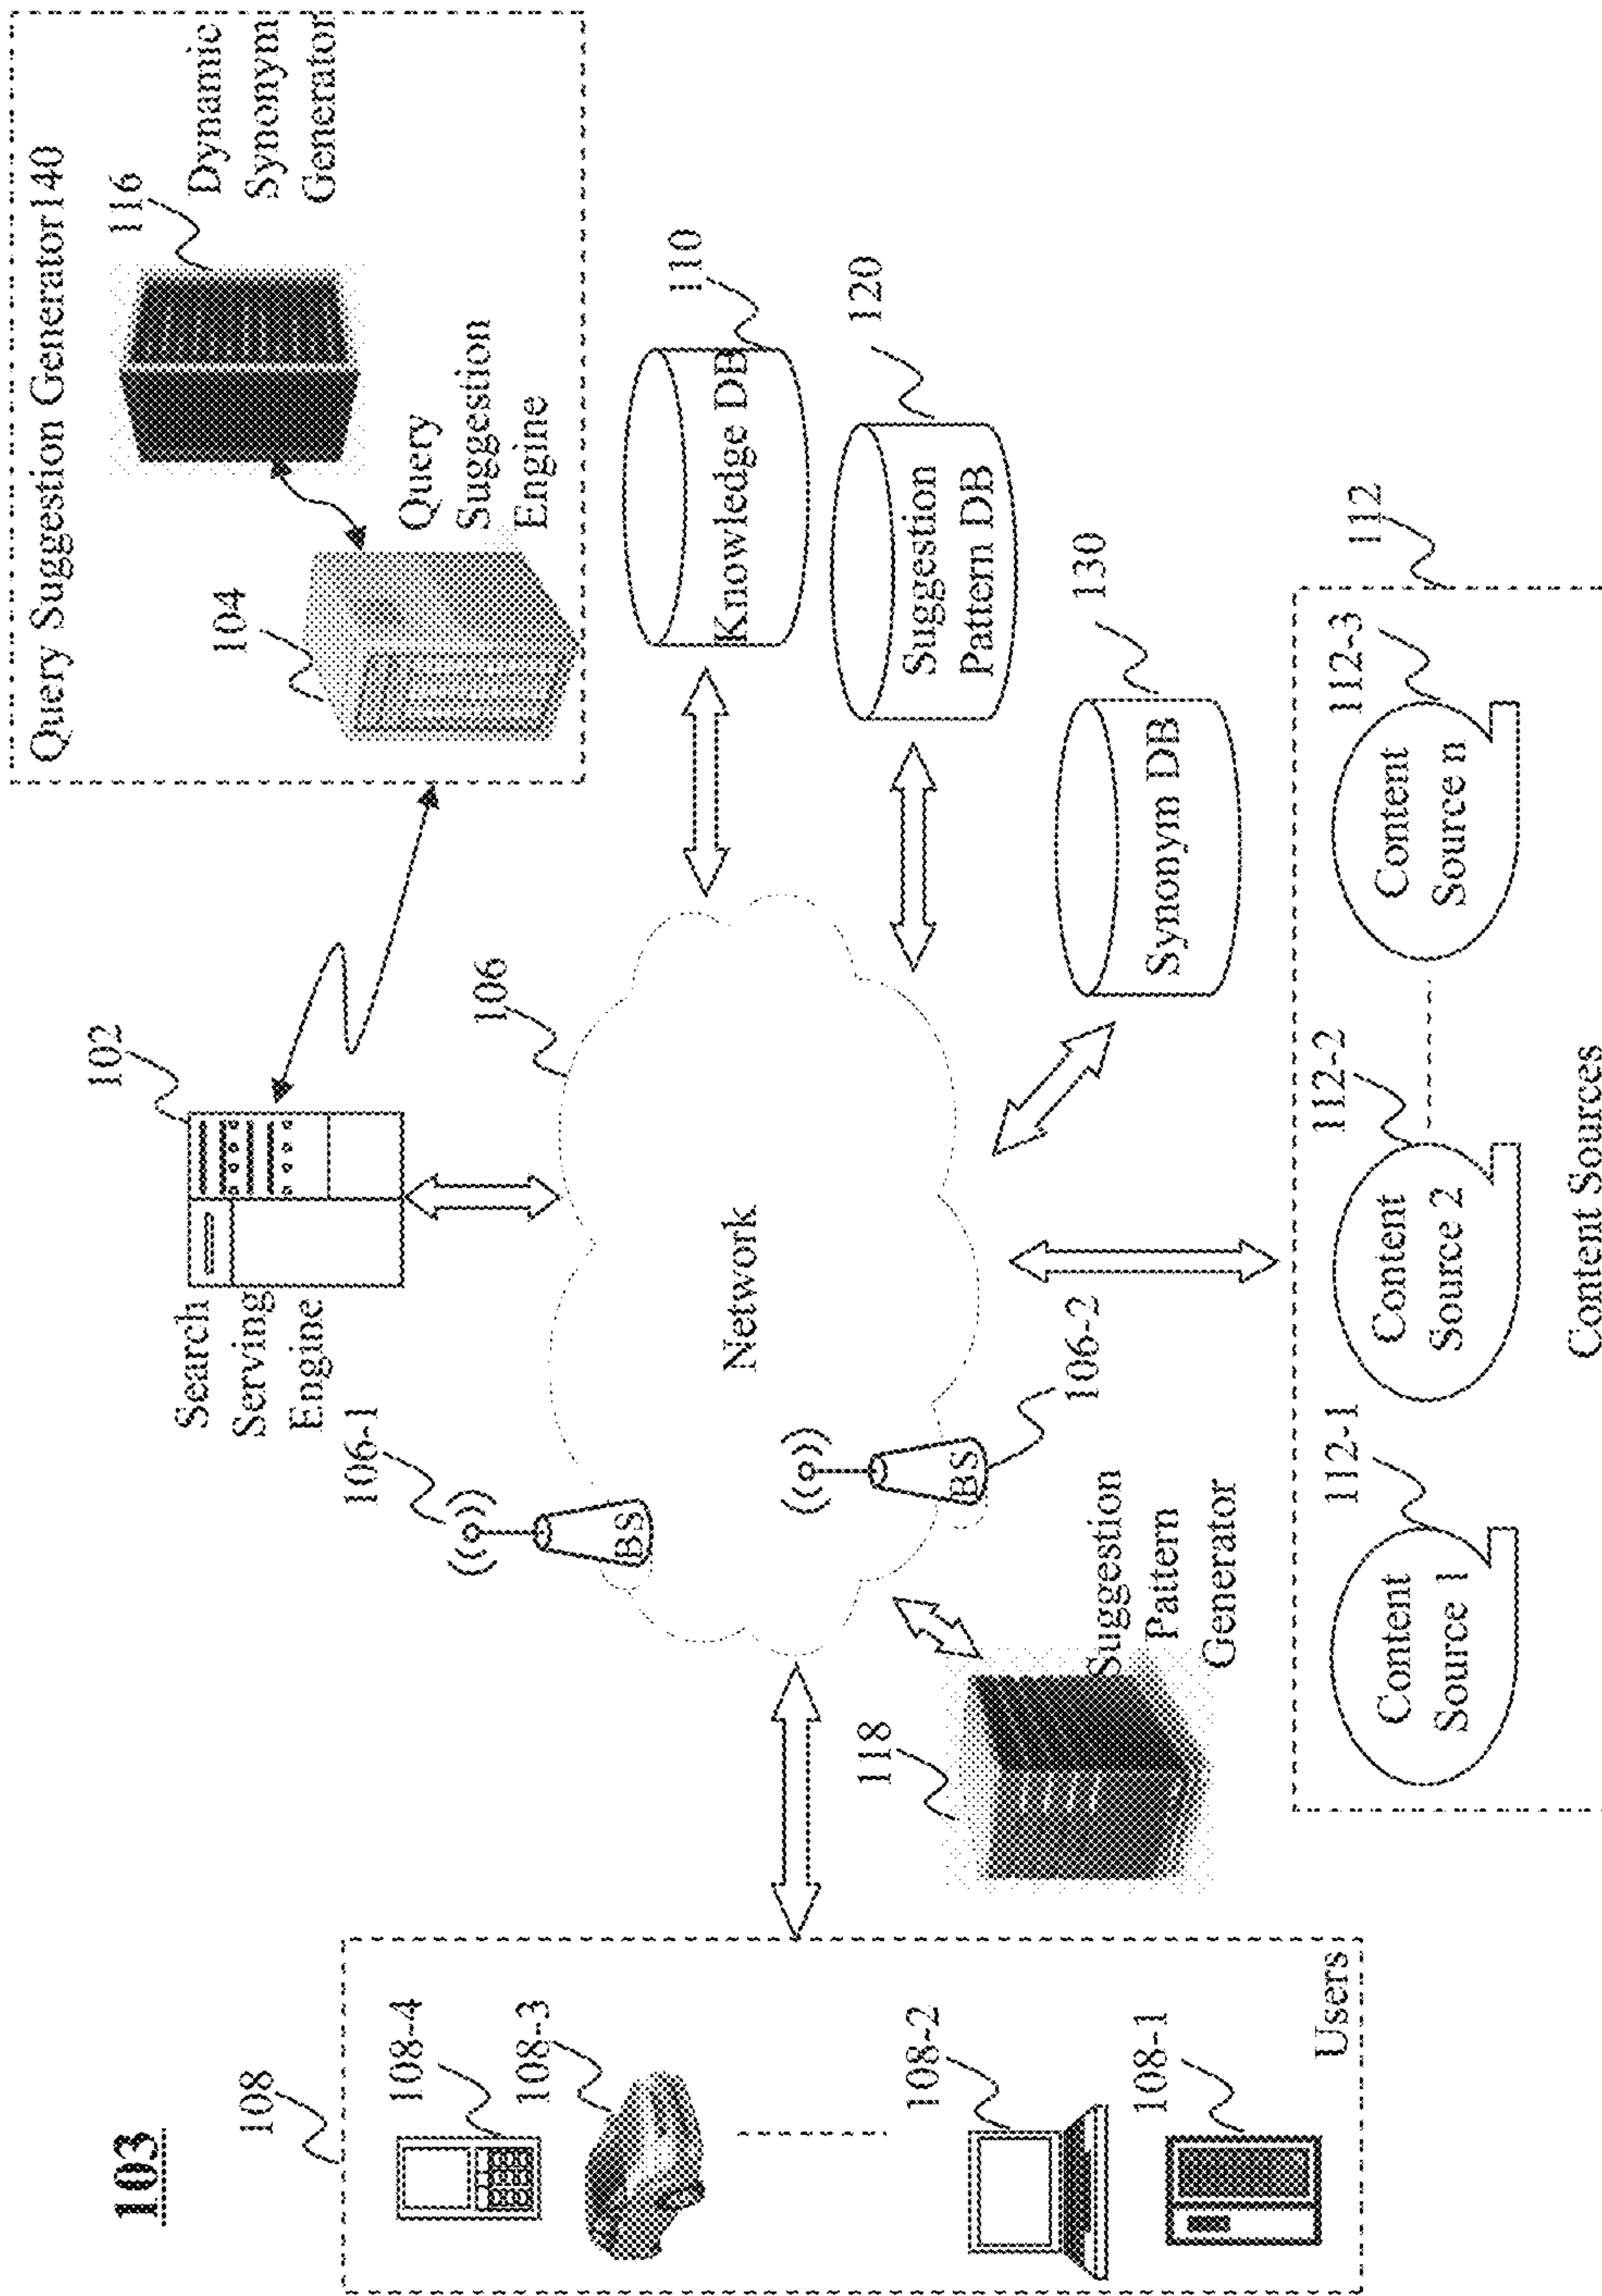 103
108
108-4
108-3
108-2
108-1
Users
118
Suggestion
Pattern
Generator
106-1
BS
BS
106-2
Network
106
Search
Serving
Engine
102
Query Suggestion Generator140
104
Query
Suggestion
Engine
116
Dynamic
Synonym
Generator
Knowledge DB
110
Suggestion
Pattern DB
120
Synonym DB
130
112
112-1
Content
Source 1
112-2
Content
Source 2
112-3
Content
Source n
Content Sources